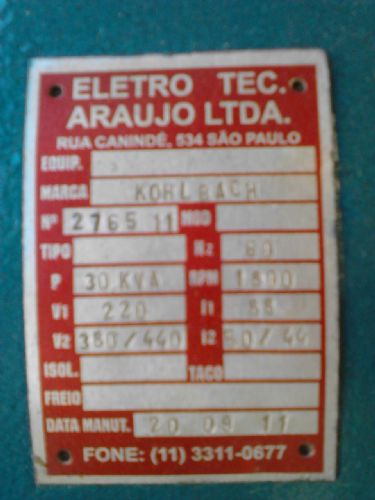 ELETRO TEC.
ARAUJO LTDA.
RUA CANINDÉ, 534 SÃO PAULO
EQUIP.
MARCA KOHLBACH
Nº 2765 11 MOD
TIPO Hz 60
P 30.KVA RPM 1800
V1 220 I1
V2 380/440 I2
ISOL. TACO
FREIO
DATA MANUT. 20 09 11
FONE: (11) 3311-0677